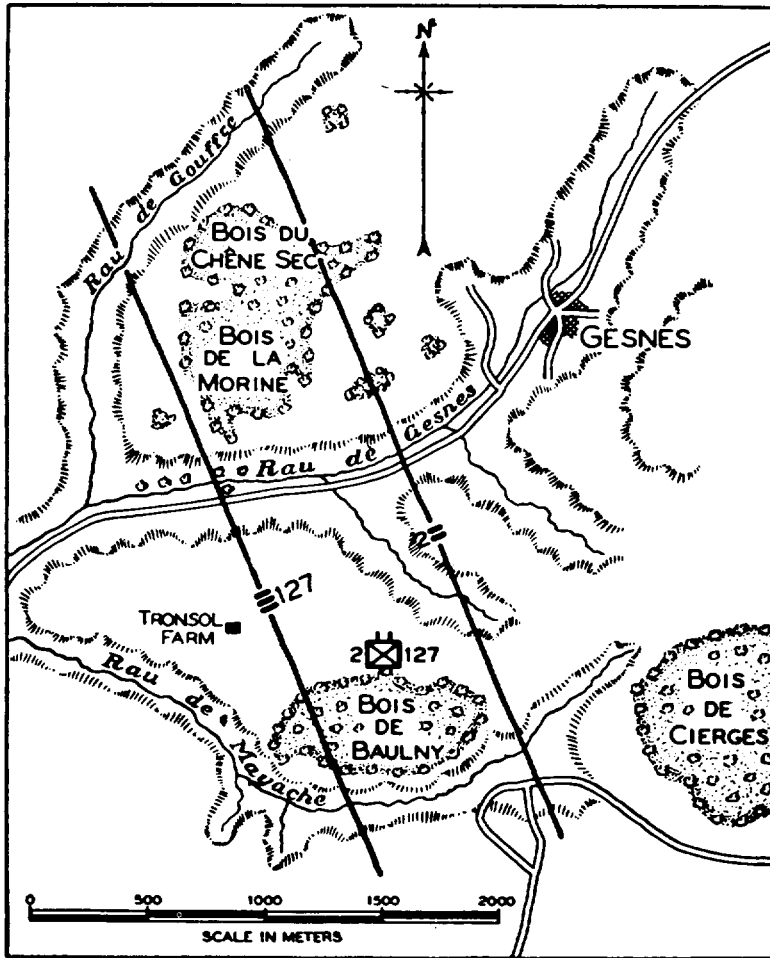 N
Rau de Gouffre
BOIS DU
CHÊNE SEC
BOIS
DE LA
MORINE
GESNES
Rau de Gesnes
2
127
TRONSOL
FARM
2 127
Rau de Mayache
BOIS
DE
BAULNY
BOIS
DE
CIERGES
0 500 1000 1500 2000
SCALE IN METERS